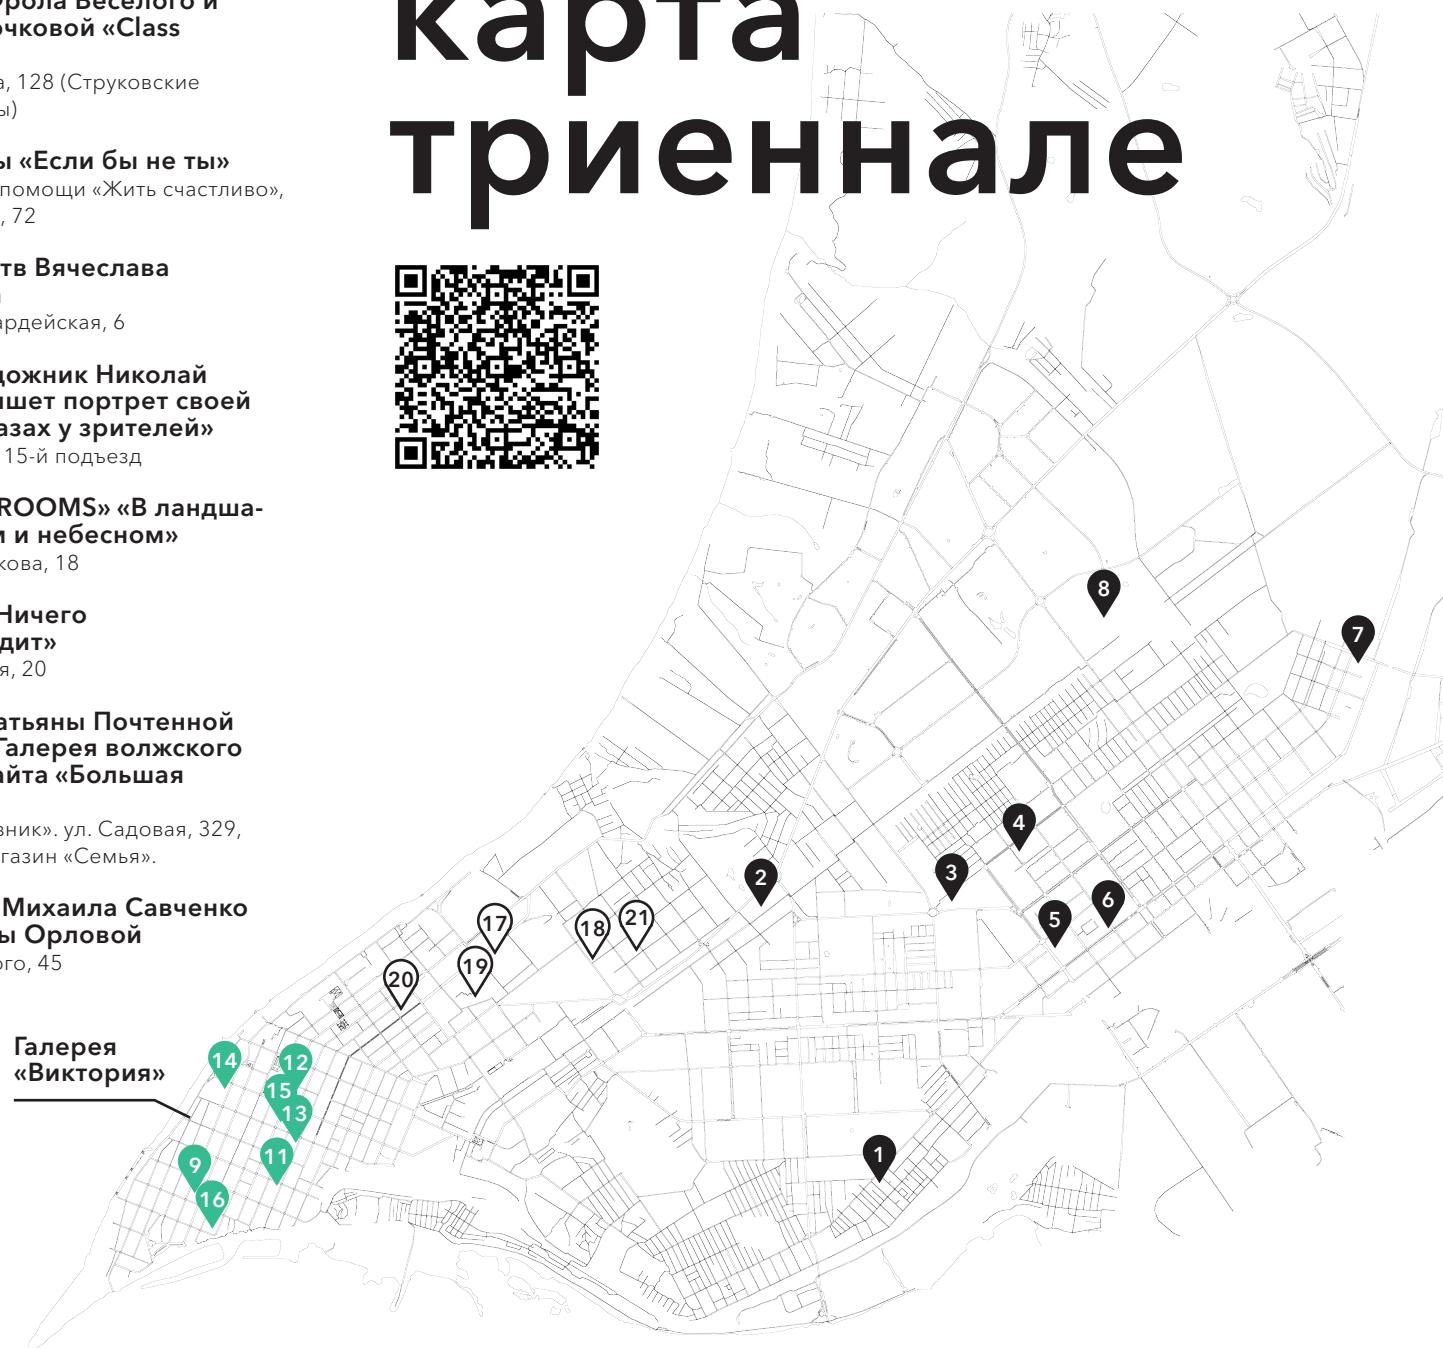 карта
триеннале
Фрола Веселого и
очковой «Class
а, 128 (Струковские
ы)
ы «Если бы не ты»
помощи «Жить счастливо»,
, 72
тв Вячеслава
ардейская, 6
дожник Николай
ишет портрет своей
азах у зрителей»
15-й подъезд
ROOMS» «В ландша-
и и небесном»
кова, 18
Ничего
дит»
я, 20
атьяны Почтенной
Галерея волжского
айта «Большая
вник». ул. Садовая, 329,
газин «Семья».
Михаила Савченко
ы Орловой
ого, 45
Галерея
«Виктория»
8
7
4
2
3
6
5
17
18
21
19
20
14
12
15
13
11
9
16
1